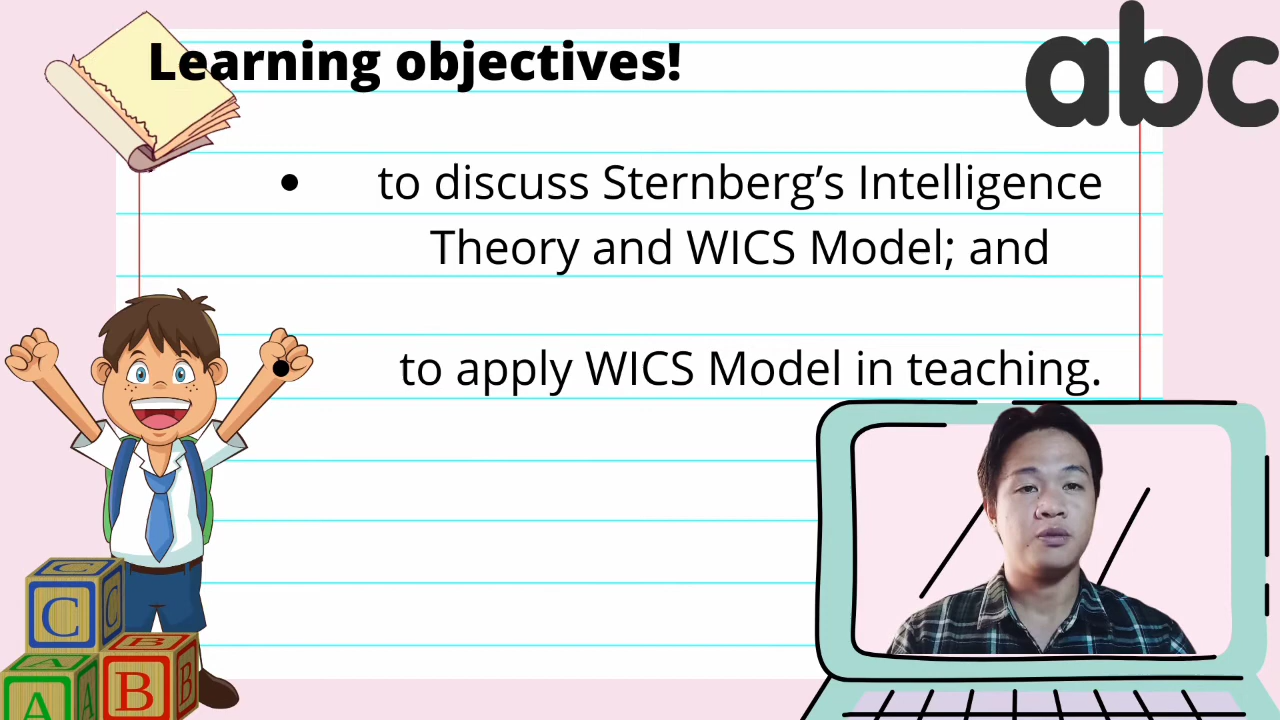 Learning objectives!
abc
• to discuss Sternberg’s Intelligence
Theory and WICS Model; and
• to apply WICS Model in teaching.
C
C
B
A
A
B
B